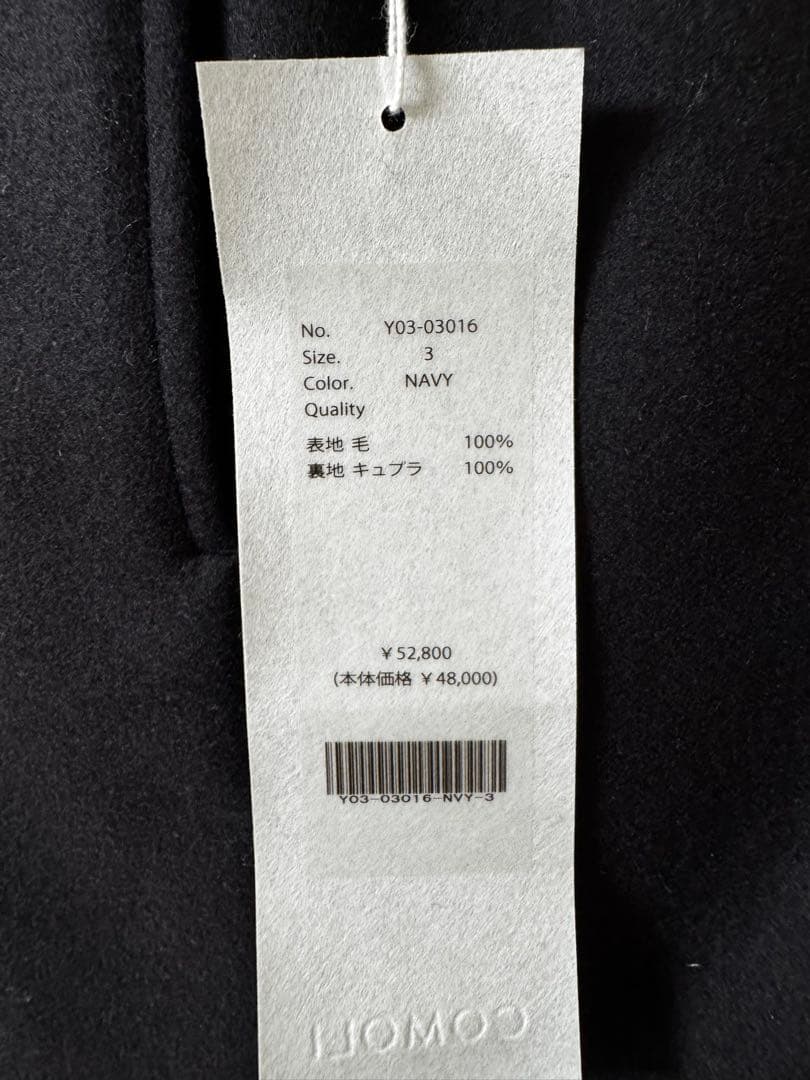 No. Y03-03016
Size. 3
Color. NAVY
Quality
表地 毛 100%
裏地 キュプラ 100%
￥52,800
(本体価格 ￥48,000)
Y03-03016-NVY-3
COMOLI